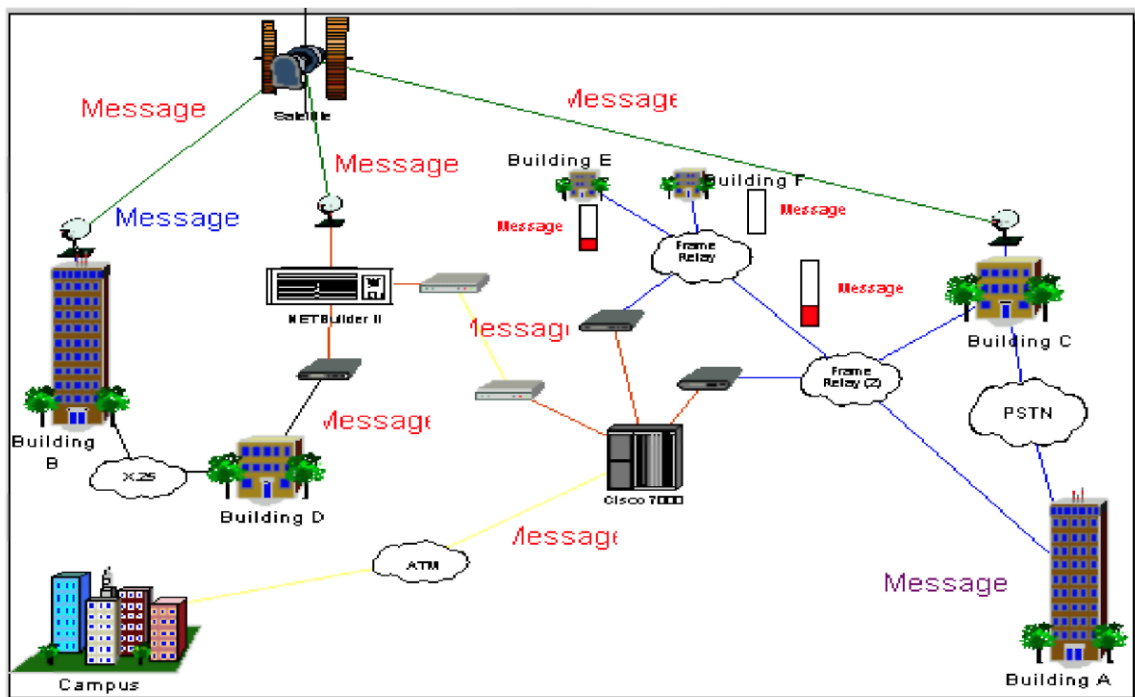 Message
Message
Satellite
Message
Building E
Building F
Message
Message
Message
Frame
Relay
Message
NETBuilder II
Message
Building C
Frame
Relay (2)
PSTN
Message
Building
B
X.25
Building D
Cisco 7000
Message
ATM
Message
Campus
Building A